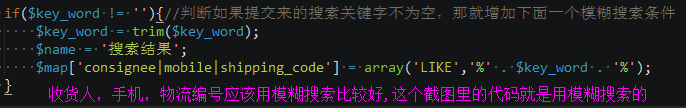 if($key_word != ''){//判断如果提交来的搜索关键字不为空，那就增加下面一个模糊搜索条件
$key_word = trim($key_word);
$name = '搜索结果';
$map['consignee|mobile|shipping_code'] = array('LIKE','%' . $key_word . '%');
}
收货人，手机，物流编号应该用模糊搜索比较好,这个截图里的代码就是用模糊搜索的